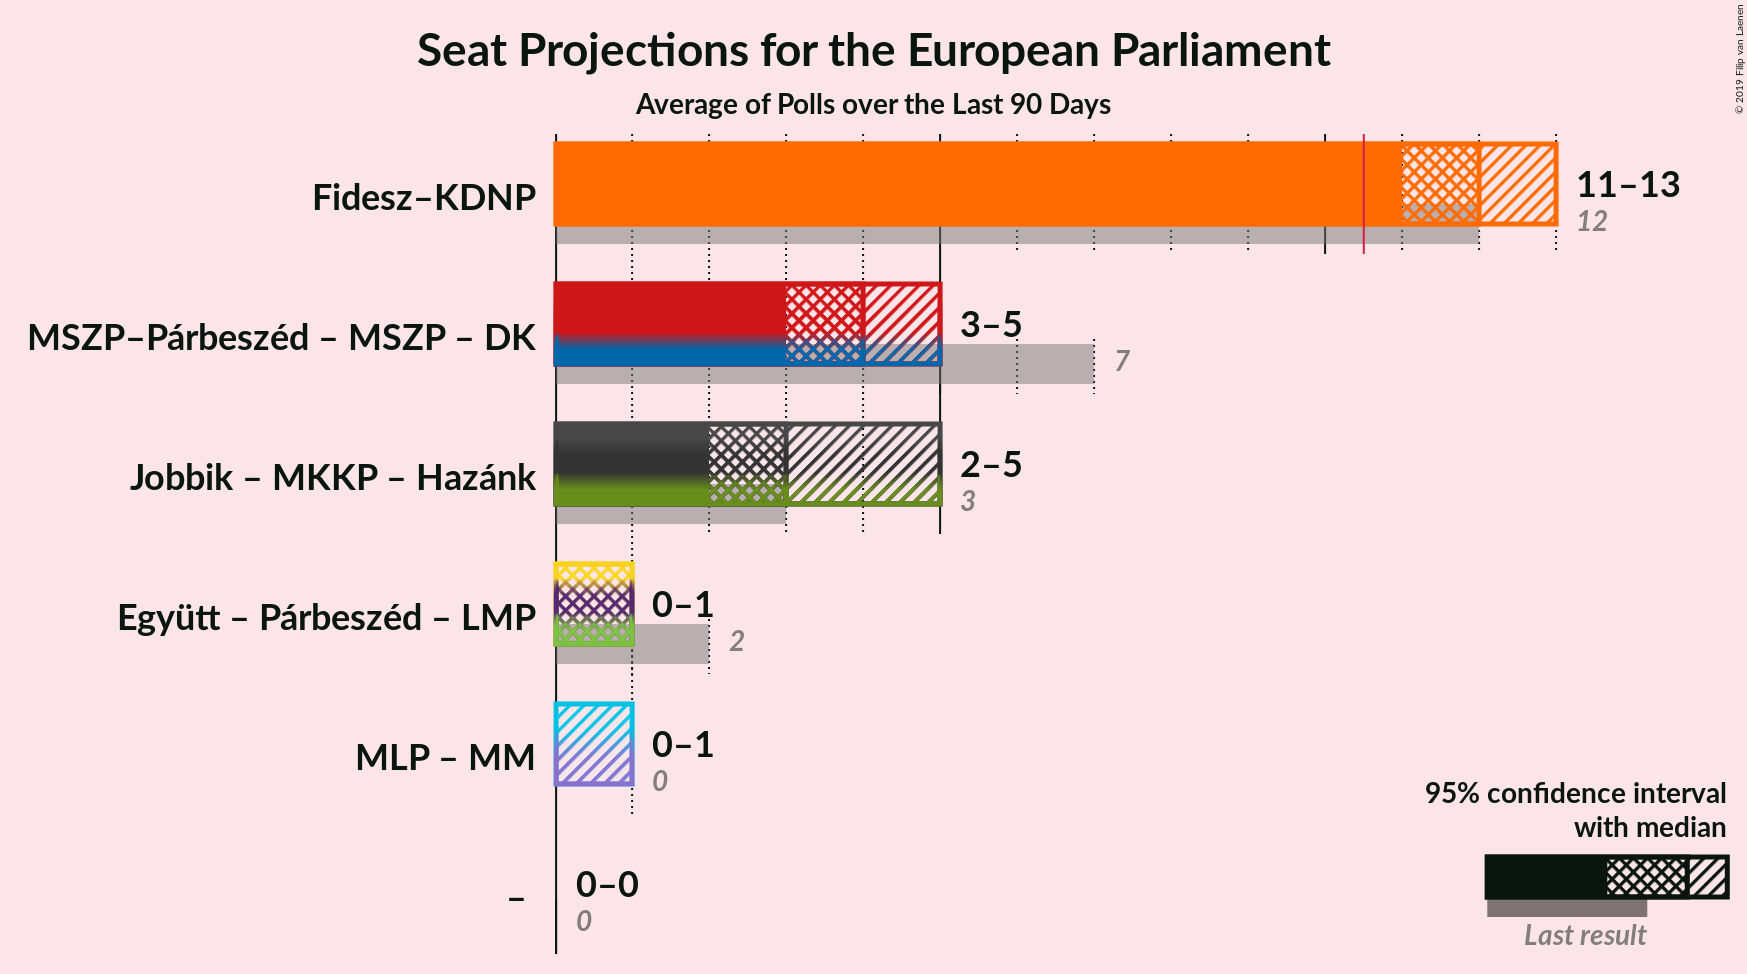 Seat Projections for the European Parliament
Average of Polls over the Last 90 Days
© 2019 Filip van Laenen
Fidesz–KDNP
11–13
12
MSZP–Párbeszéd – MSZP – DK
3–5
7
Jobbik – MKKP – Hazánk
2–5
3
Együtt – Párbeszéd – LMP
0–1
2
MLP – MM
0–1
0
–
0–0
0
95% confidence interval
with median
Last result